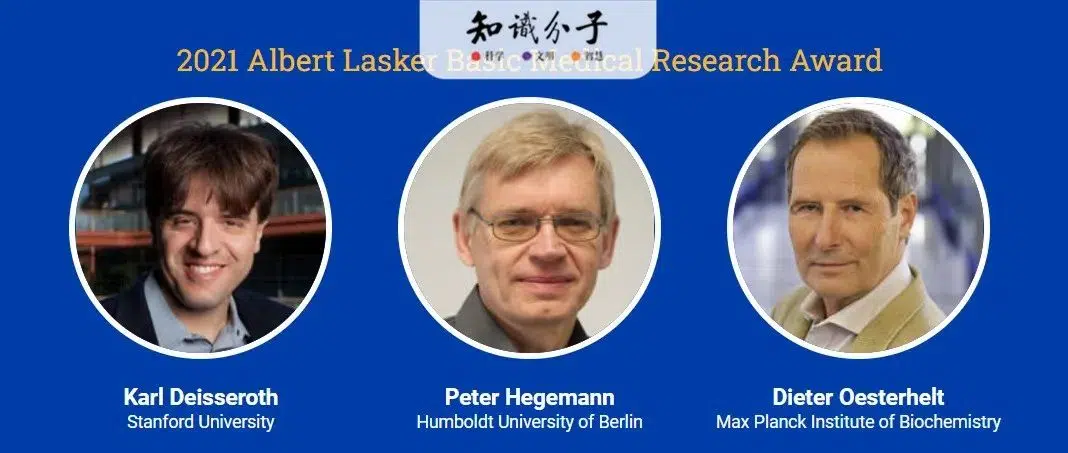 知识分子
科学 文明 智慧
2021 Albert Lasker Basic Medical Research Award
Karl Deisseroth
Stanford University
Peter Hegemann
Humboldt University of Berlin
Dieter Oesterhelt
Max Planck Institute of Biochemistry